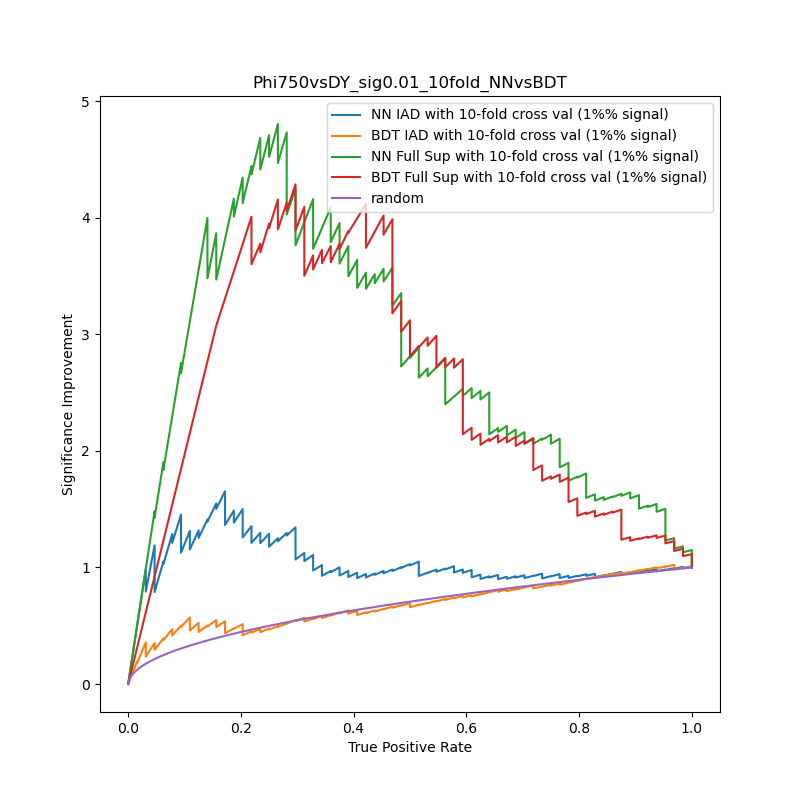 Phi750vsDY_sig0.01_10fold_NNvsBDT
NN IAD with 10-fold cross val (1%% signal)
BDT IAD with 10-fold cross val (1%% signal)
NN Full Sup with 10-fold cross val (1%% signal)
BDT Full Sup with 10-fold cross val (1%% signal)
random
Significance Improvement
5
4
3
2
1
0
0.0 0.2 0.4 0.6 0.8 1.0
True Positive Rate